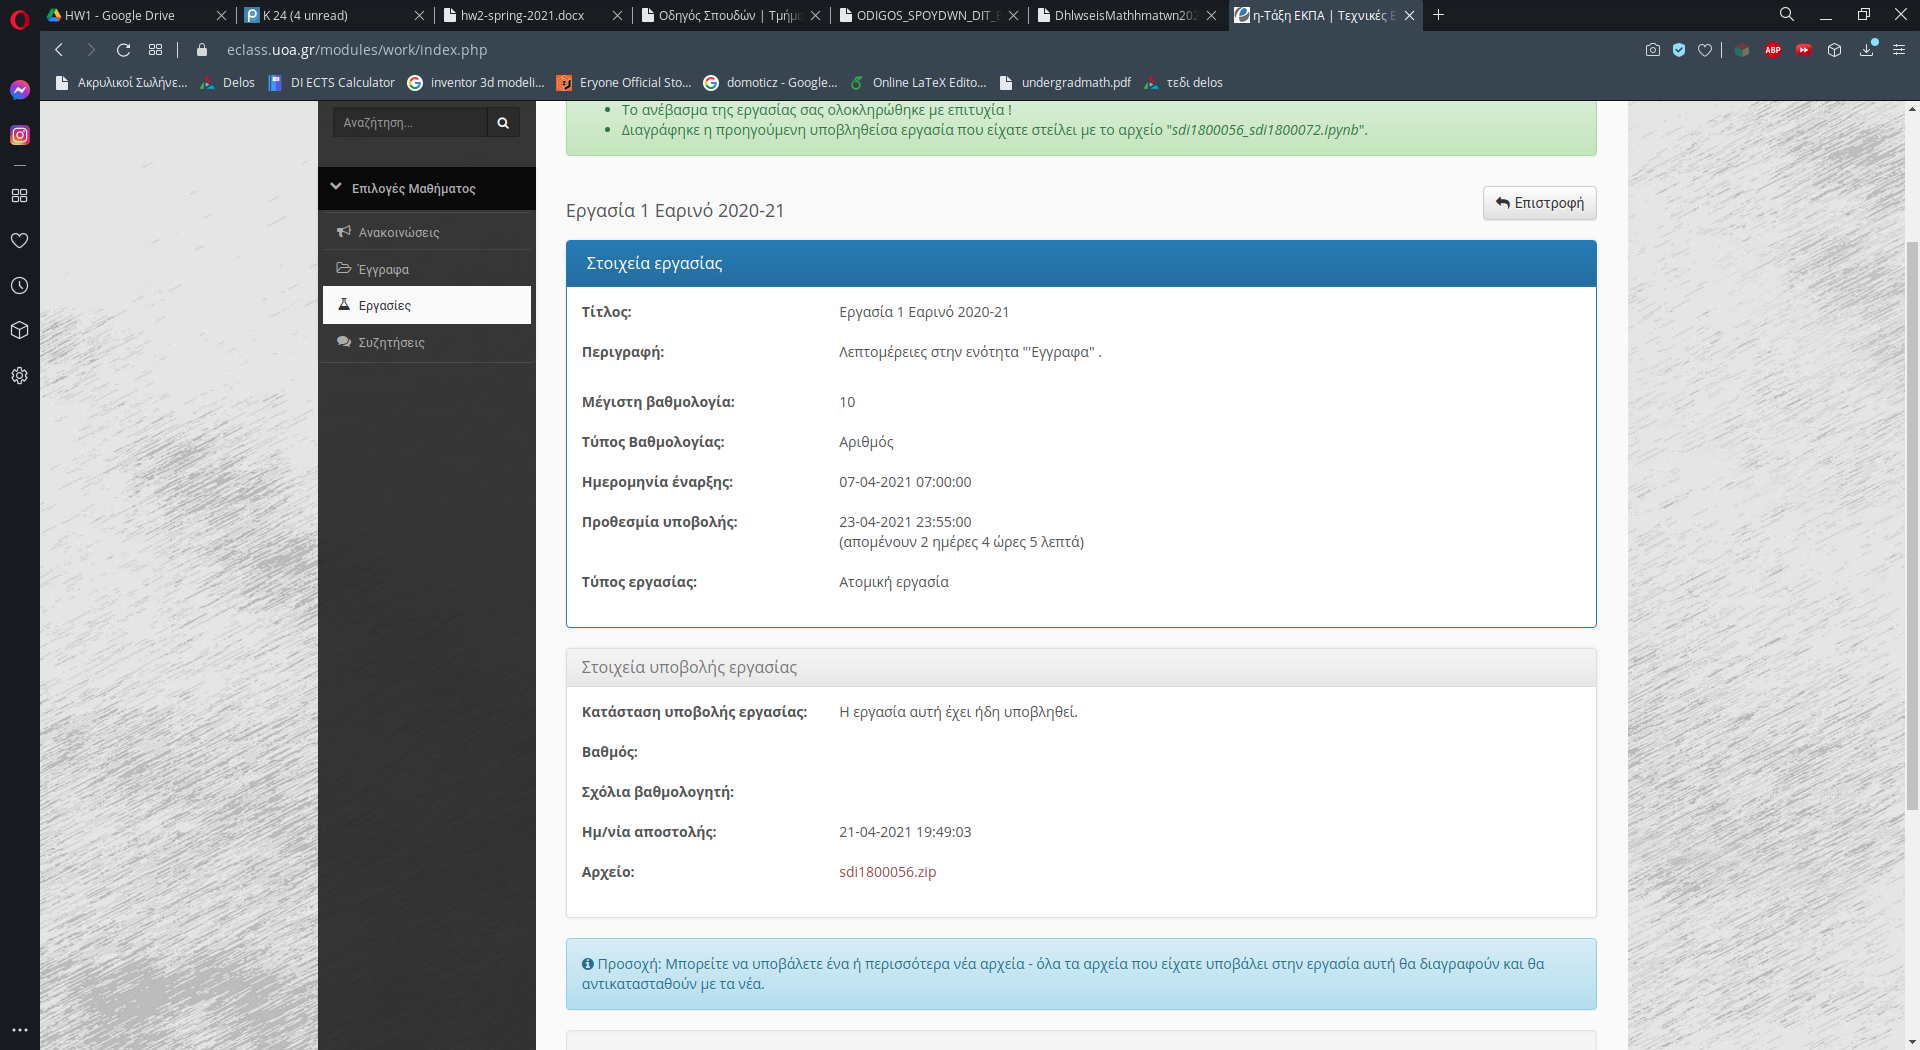 HW1 - Google Drive
K 24 (4 unread)
hw2-spring-2021.docx
Οδηγός Σπουδών | Τμήμ
ODIGOS_SPOYDWN_DIT_E
DhlwseisMathhmatwn202
η-Τάξη ΕΚΠΑ | Τεχνικές Ε
eclass.uoa.gr/modules/work/index.php
Ακρυλικοί Σωλήνε...
Delos
DI ECTS Calculator
inventor 3d modeli...
Eryone Official Sto...
domoticz - Google...
Online LaTeX Edito...
undergradmath.pdf
τεδι delos
Αναζήτηση...
Επιλογές Μαθήματος
Ανακοινώσεις
Έγγραφα
Εργασίες
Συζητήσεις
Το ανέβασμα της εργασίας σας ολοκληρώθηκε με επιτυχία !
Διαγράφηκε η προηγούμενη υποβληθείσα εργασία που είχατε στείλει με το αρχείο "sdi1800056_sdi1800072.ipynb".
Εργασία 1 Εαρινό 2020-21
Επιστροφή
Στοιχεία εργασίας
Τίτλος: Εργασία 1 Εαρινό 2020-21
Περιγραφή: Λεπτομέρειες στην ενότητα "'Εγγραφα" .
Μέγιστη βαθμολογία: 10
Τύπος Βαθμολογίας: Αριθμός
Ημερομηνία έναρξης: 07-04-2021 07:00:00
Προθεσμία υποβολής: 23-04-2021 23:55:00
(απομένουν 2 ημέρες 4 ώρες 5 λεπτά)
Τύπος εργασίας: Ατομική εργασία
Στοιχεία υποβολής εργασίας
Κατάσταση υποβολής εργασίας: Η εργασία αυτή έχει ήδη υποβληθεί.
Βαθμός:
Σχόλια βαθμολογητή:
Ημ/νία αποστολής: 21-04-2021 19:49:03
Αρχείο: sdi1800056.zip
Προσοχή: Μπορείτε να υποβάλετε ένα ή περισσότερα νέα αρχεία - όλα τα αρχεία που είχατε υποβάλει στην εργασία αυτή θα διαγραφούν και θα
αντικατασταθούν με τα νέα.
ABP